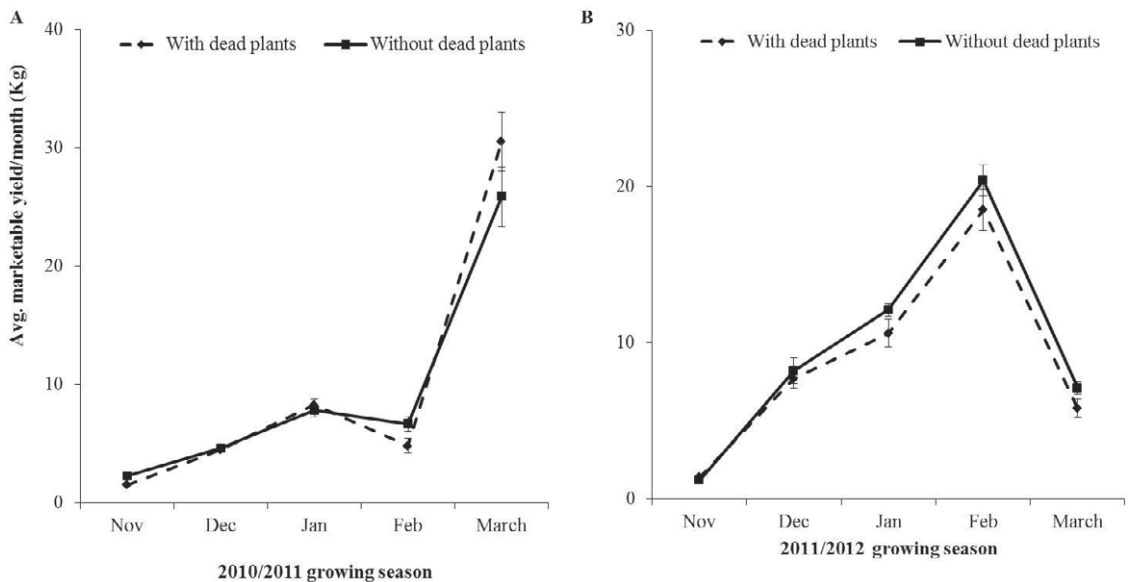 A
With dead plants
Without dead plants
Avg. marketable yield/month (Kg)
40
30
20
10
0
Nov
Dec
Jan
Feb
March
2010/2011 growing season
B
With dead plants
Without dead plants
30
20
10
0
Nov
Dec
Jan
Feb
March
2011/2012 growing season